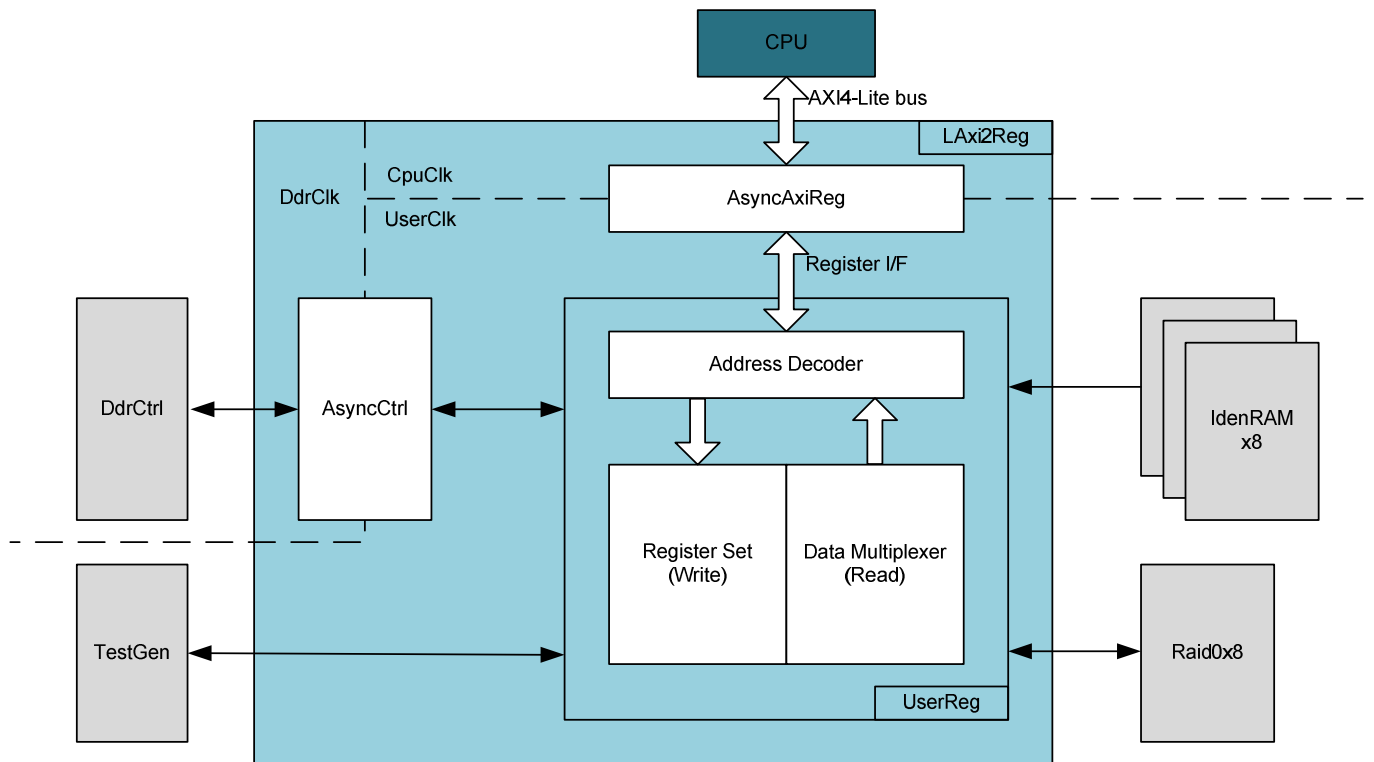 CPU
AXI4-Lite bus
LAxi2Reg
CpuClk
DdrClk
AsyncAxiReg
UserClk
Register I/F
Address Decoder
DdrCtrl
AsyncCtrl
IdenRAM
x8
Register Set
(Write)
Data Multiplexer
(Read)
TestGen
Raid0x8
UserReg